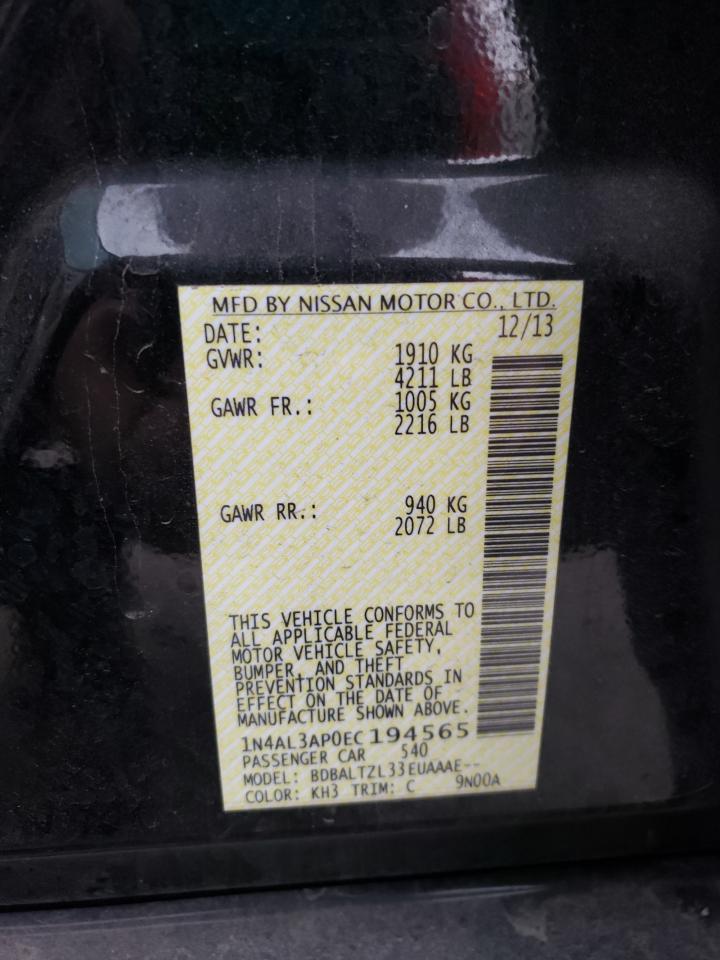 MFD BY NISSAN MOTOR CO., LTD.
DATE: 12/13
GVWR: 1910 KG
4211 LB
GAWR FR.: 1005 KG
2216 LB
GAWR RR.: 940 KG
2072 LB
THIS VEHICLE CONFORMS TO
ALL APPLICABLE FEDERAL
MOTOR VEHICLE SAFETY,
BUMPER, AND THEFT
PREVENTION STANDARDS IN
EFFECT ON THE DATE OF
MANUFACTURE SHOWN ABOVE.
1N4AL3AP0EC194565
PASSENGER CAR 540
MODEL: BDBALTZL33EUAAAE--
COLOR: KH3 TRIM: C 9N00A